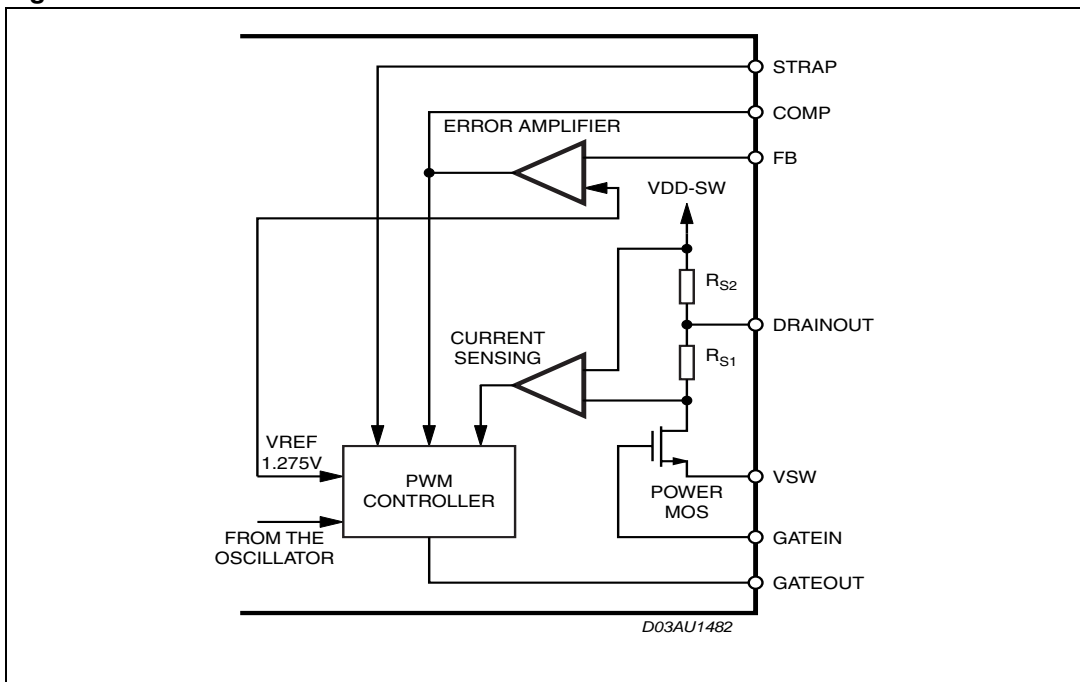 STRAP
COMP
ERROR AMPLIFIER
FB
VDD-SW
RS2
DRAINOUT
CURRENT
SENSING
RS1
VREF
1.275V
PWM
CONTROLLER
POWER
MOS
VSW
GATEIN
FROM THE
OSCILLATOR
GATEOUT
D03AU1482